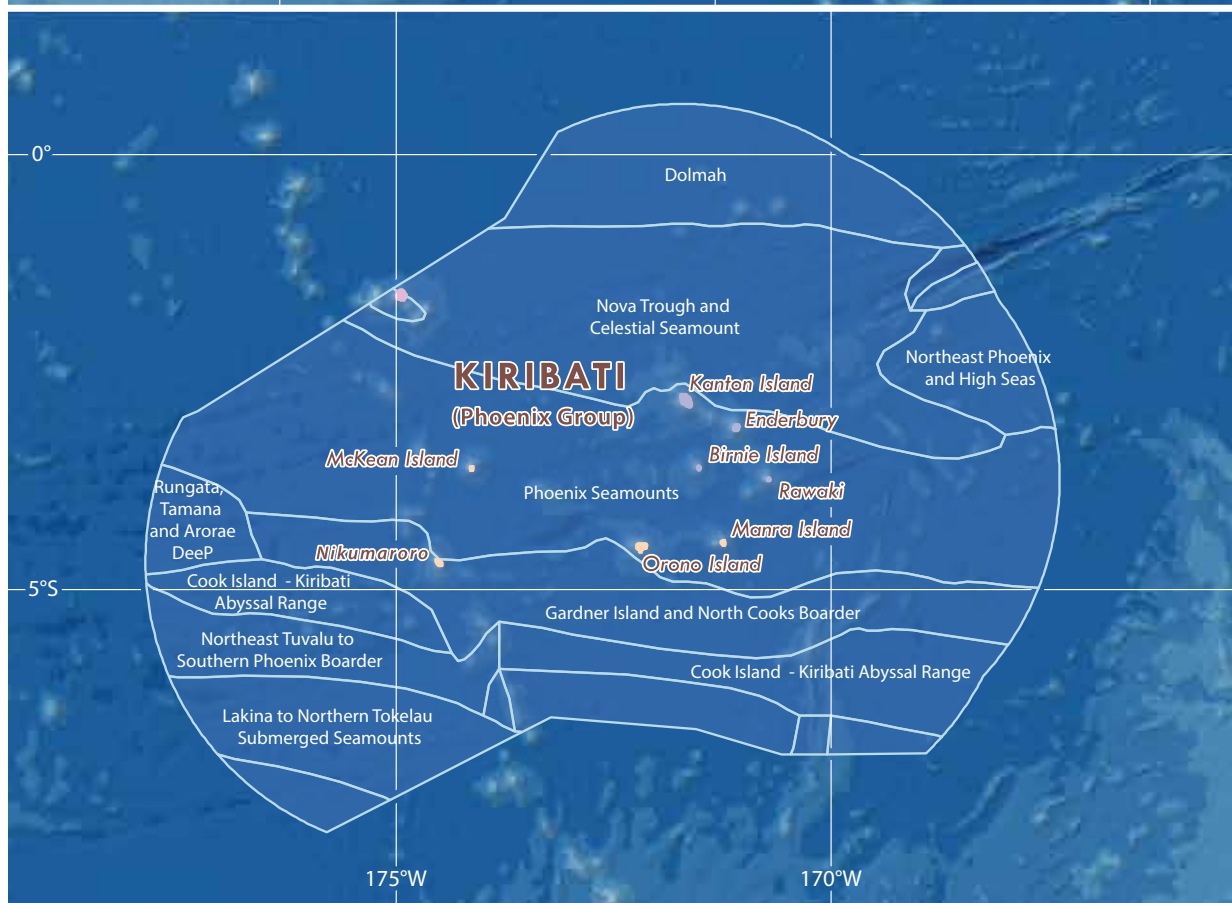 0°
Dolmah
Nova Trough and
Celestial Seamount
Northeast Phoenix
and High Seas
KIRIBATI
(Phoenix Group)
Kanton Island
Enderbury
McKean Island
Birnie Island
Rawaki
Phoenix Seamounts
Rungata,
Tamana
and Arorae
DeeP
Nikumaroro
Manra Island
Orono Island
5°S
Cook Island - Kiribati
Abyssal Range
Gardner Island and North Cooks Boarder
Northeast Tuvalu to
Southern Phoenix Boarder
Cook Island - Kiribati Abyssal Range
Lakina to Northern Tokelau
Submerged Seamounts
175°W
170°W